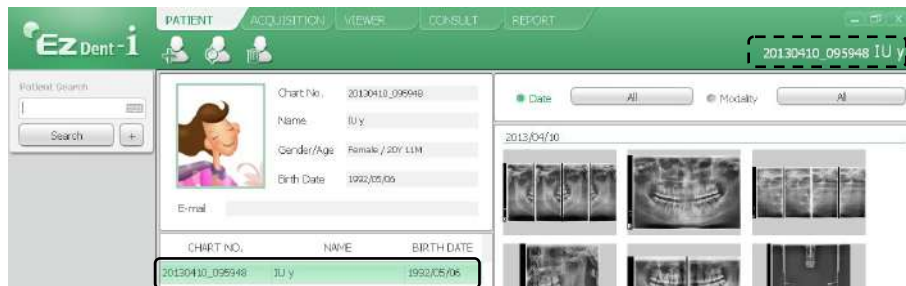 PATIENT ACQUISITION VIEWER CONSULT REPORT
Ez Dent-i
20130410_095948 IU y
Patient Search
Search +
Chart No. 20130410_095948
Name IU y
Gender/Age Female / 20Y 11M
Birth Date 1992/05/06
E-mail
Date All Modality All
2013/04/10
CHART NO. NAME BIRTH DATE
20130410_095948 IU y 1992/05/06